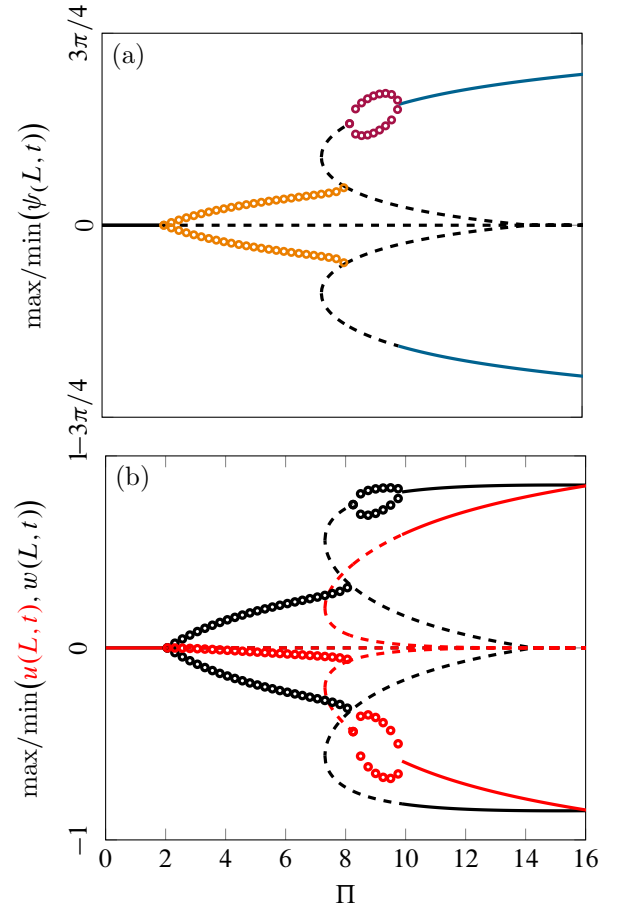 (a)
3π/4
0
−3π/4
max/min(ψ(L, t))
(b)
1
0
−1
max/min(u(L, t), w(L, t))
0 2 4 6 8 10 12 14 16
Π